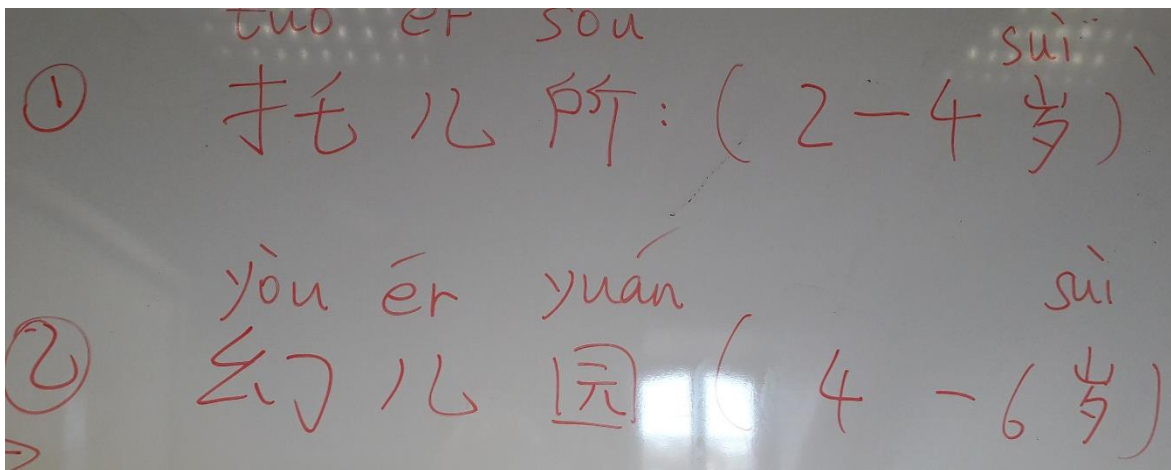 tuo er sou suì
① 托儿所:(2-4岁)
yòu ér yuán suì
② 幻儿园(4-6岁)